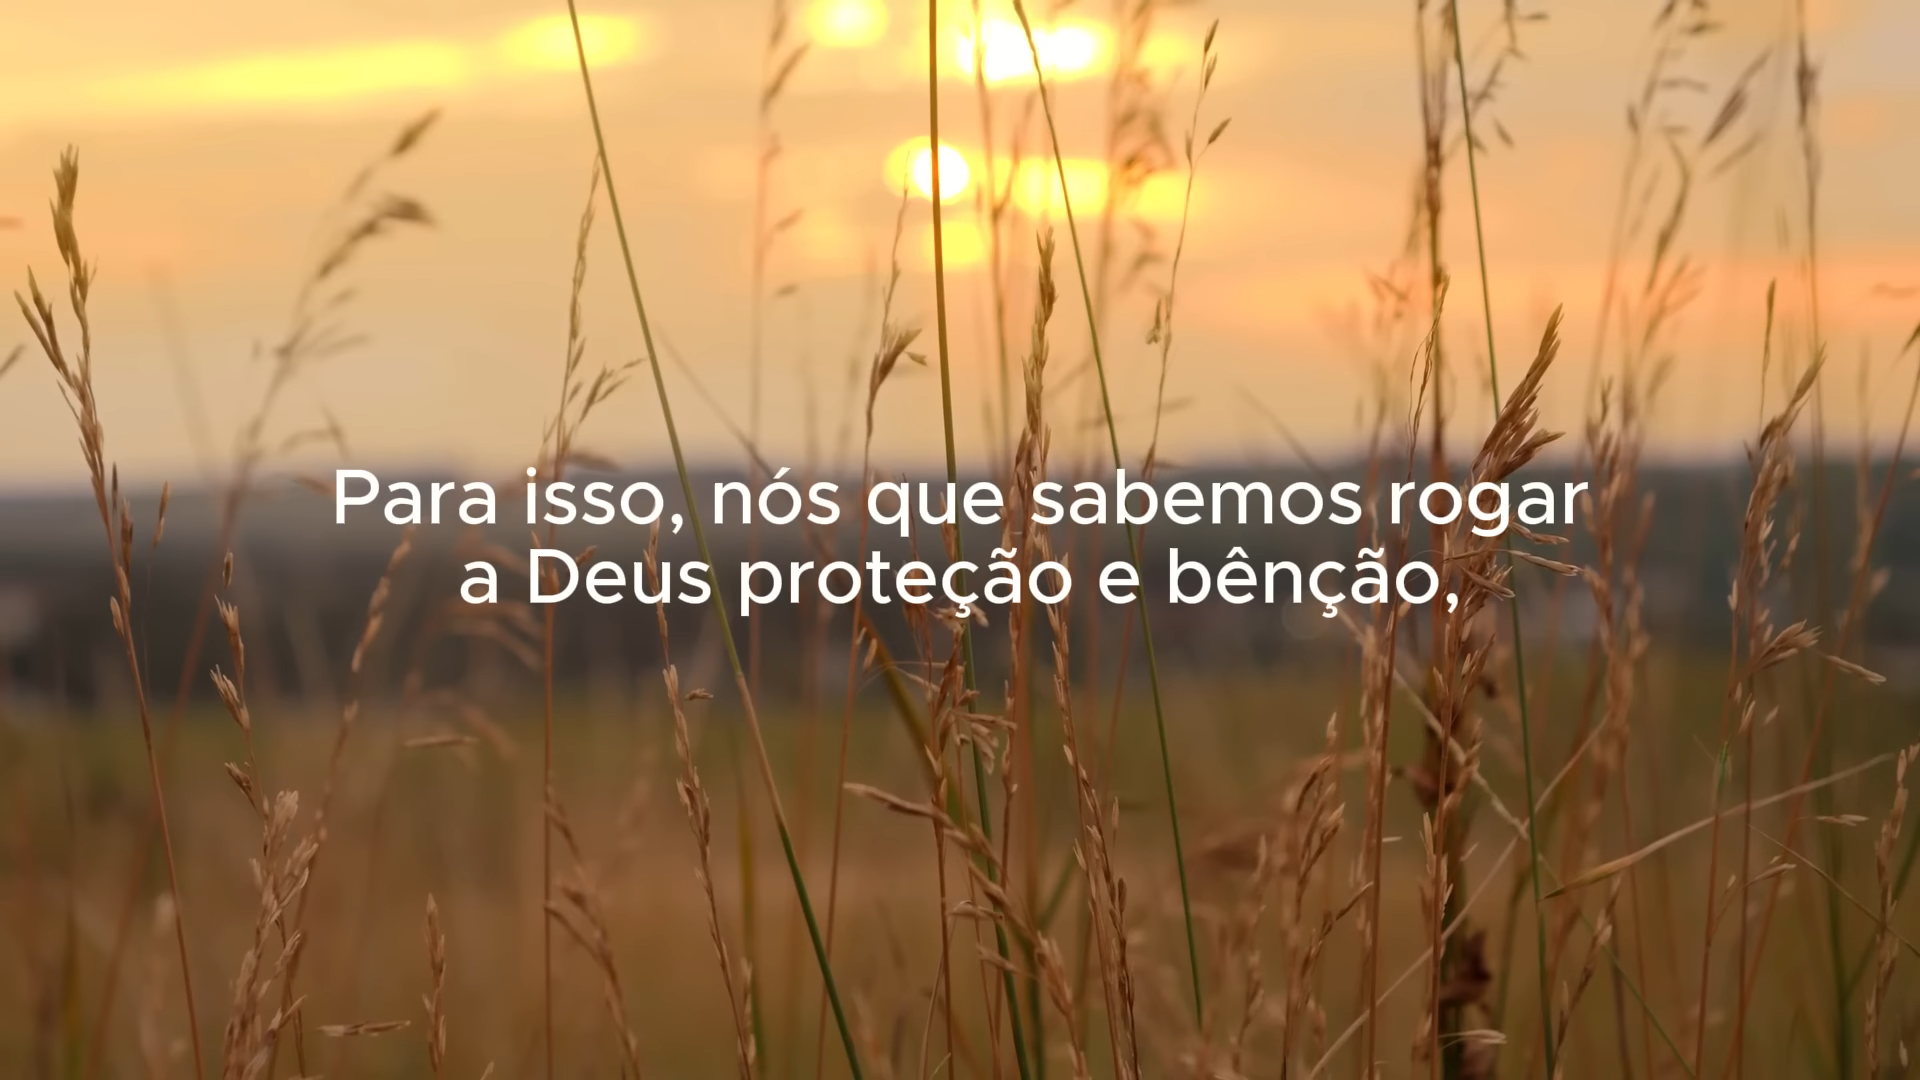 Para isso, nós que sabemos rogar
a Deus proteção e bênção,